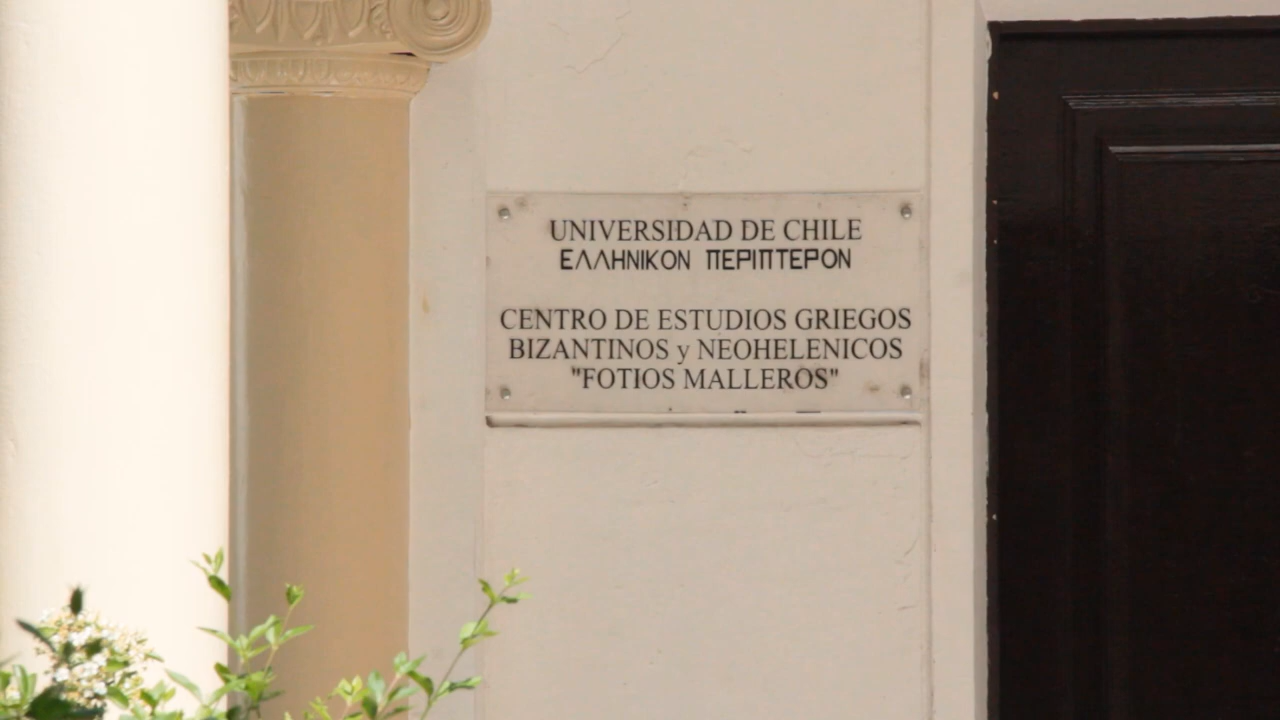 UNIVERSIDAD DE CHILE
ΕΛΛΗΝΙΚΟΝ ΠΕΡΙΠΤΕΡΟΝ
CENTRO DE ESTUDIOS GRIEGOS
BIZANTINOS y NEOHELENICOS
"FOTIOS MALLEROS"